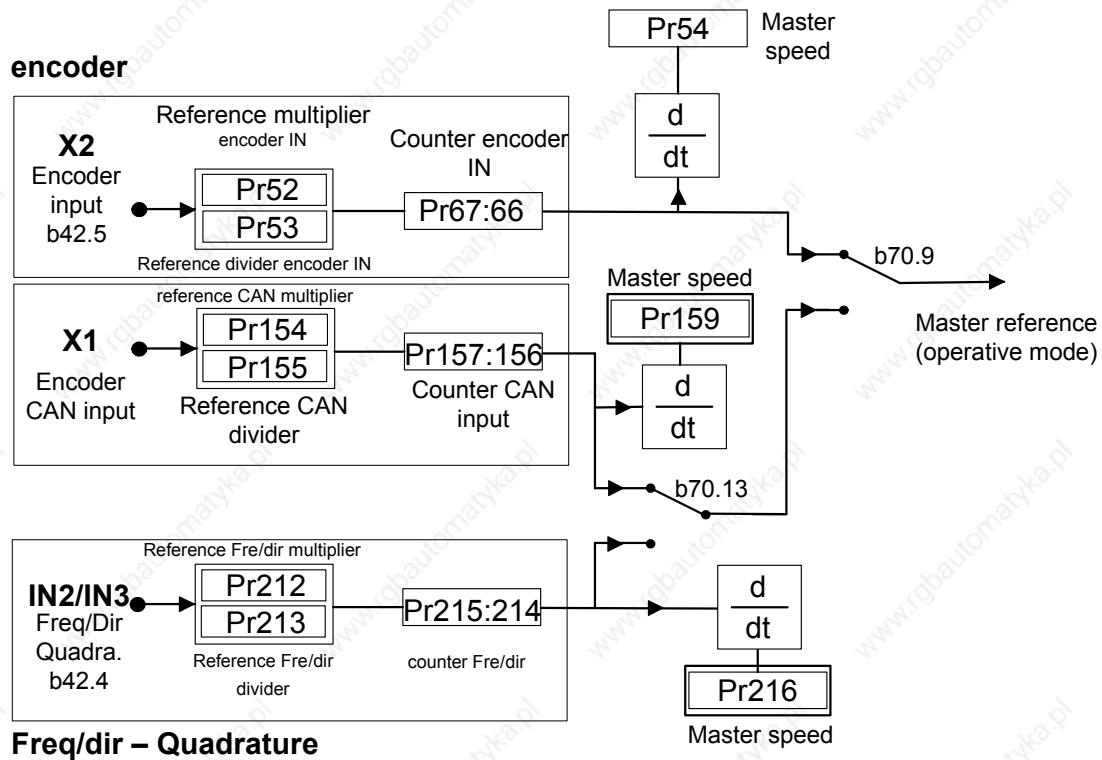 Pr54
Master
speed
encoder
d
dt
X2
Encoder
input
b42.5
Reference multiplier
encoder IN
Pr52
Pr53
Reference divider encoder IN
Counter encoder
IN
Pr67:66
b70.9
Master reference
(operative mode)
X1
Encoder
CAN input
reference CAN multiplier
Pr154
Pr155
Reference CAN
divider
Pr157:156
Counter CAN
input
Master speed
Pr159
d
dt
b70.13
IN2/IN3
Freq/Dir
Quadra.
b42.4
Reference Fre/dir multiplier
Pr212
Pr213
Reference Fre/dir
divider
Pr215:214
counter Fre/dir
d
dt
Pr216
Master speed
Freq/dir – Quadrature
www.rgbautomatyka.pl